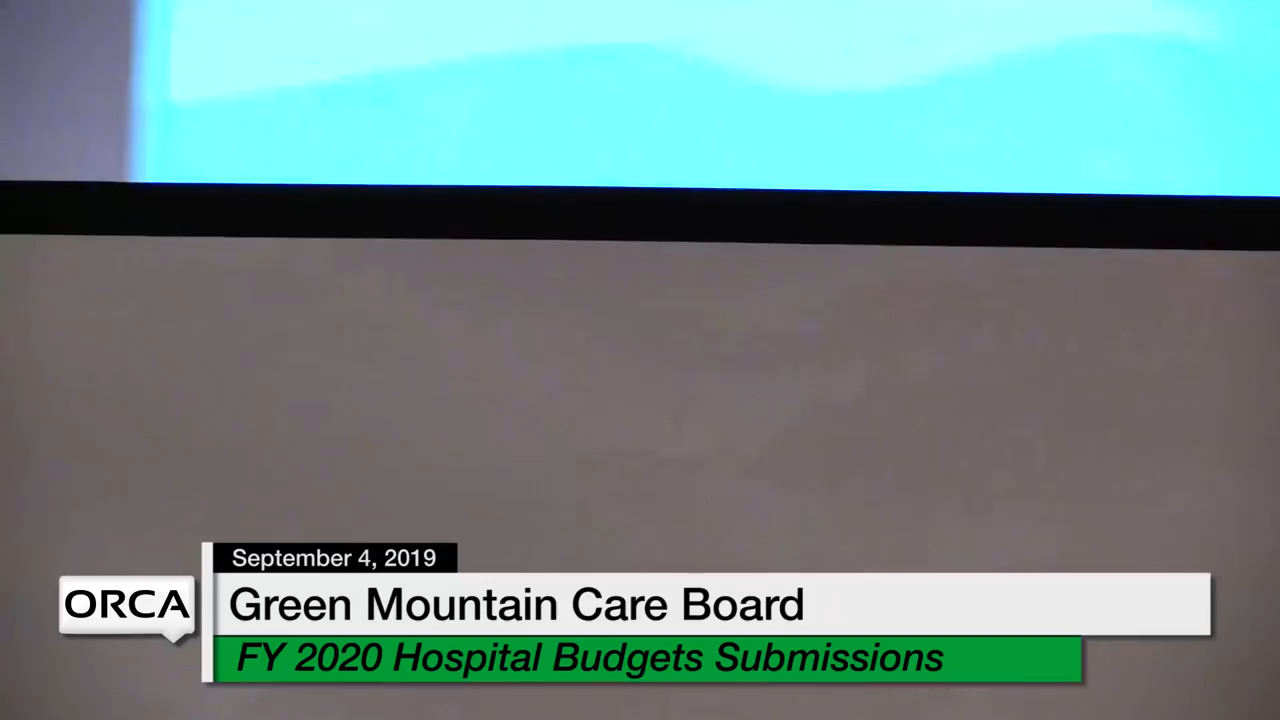 September 4, 2019
ORCA
Green Mountain Care Board
FY 2020 Hospital Budgets Submissions